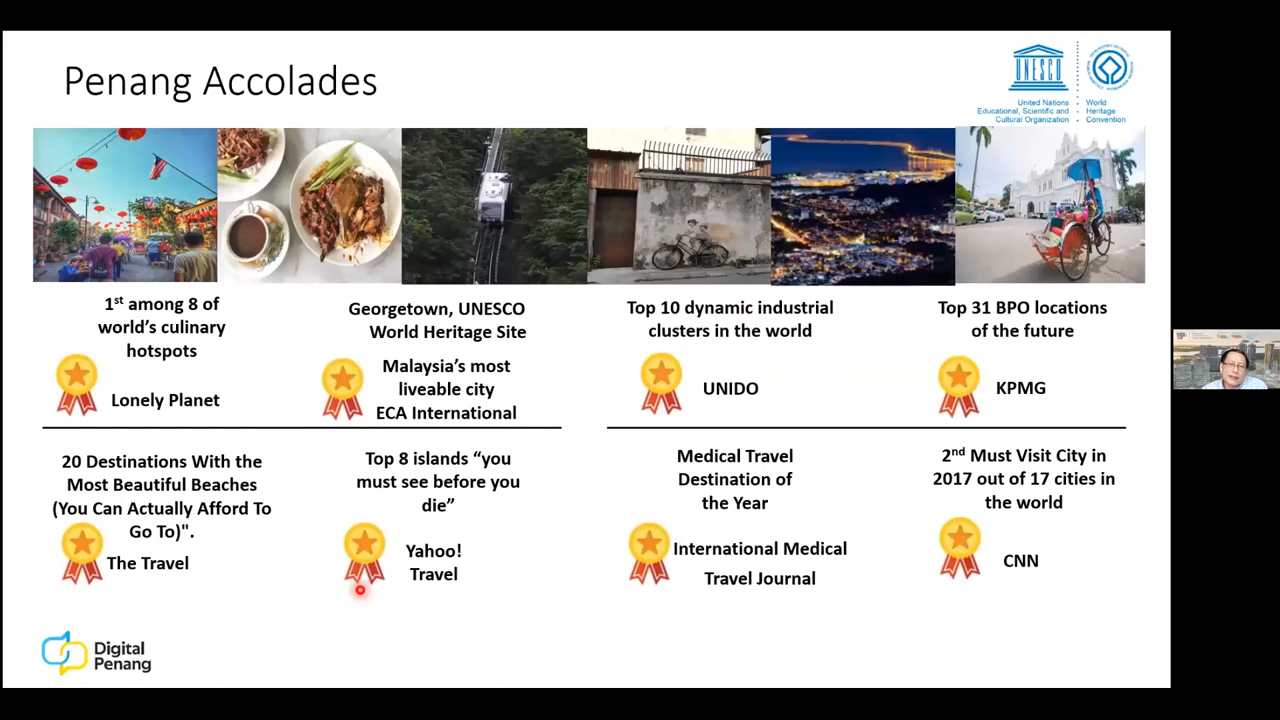 Penang Accolades
UNESCO
United Nations
Educational, Scientific and
Cultural Organization
World
Heritage
Convention
1st among 8 of
world's culinary
hotspots
Lonely Planet
Georgetown, UNESCO
World Heritage Site
Malaysia's most
liveable city
ECA International
Top 10 dynamic industrial
clusters in the world
UNIDO
Top 31 BPO locations
of the future
KPMG
20 Destinations With the
Most Beautiful Beaches
(You Can Actually Afford To
Go To)".
The Travel
Top 8 islands “you
must see before you
die”
Yahoo!
Travel
Medical Travel
Destination of
the Year
International Medical
Travel Journal
2nd Must Visit City in
2017 out of 17 cities in
the world
CNN
Digital
Penang